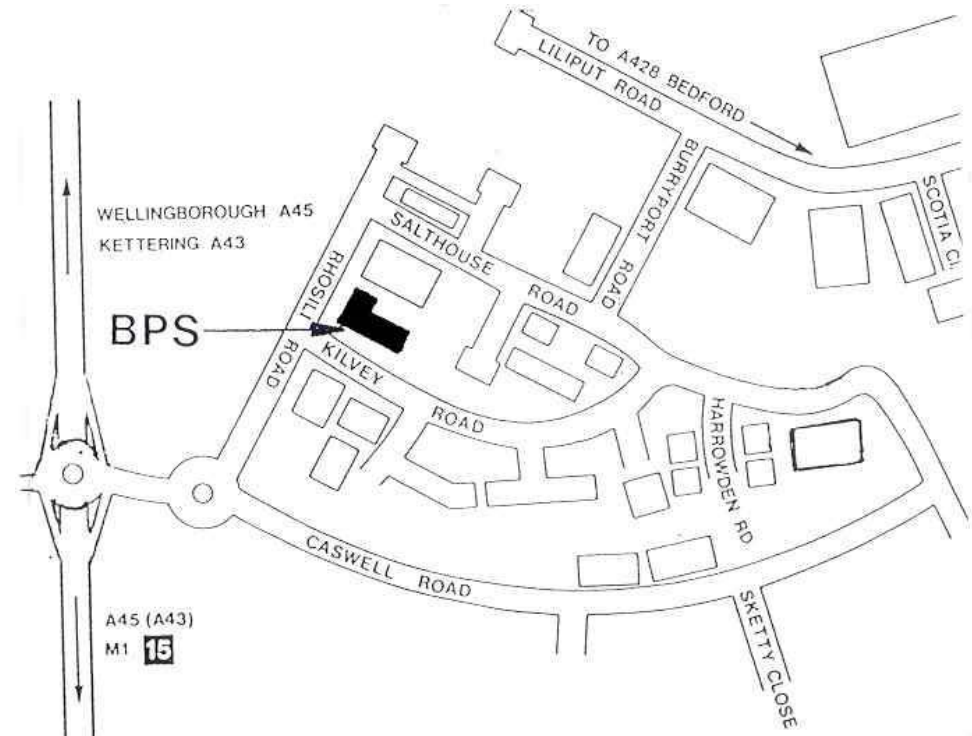 TO A428 BEDFORD
LILIPUT ROAD
BURRYPORT ROAD
SCOTIA Cl.
WELLINGBOROUGH A45
KETTERING A43
SALTHOUSE ROAD
RHOSILI ROAD
BPS
KILVEY ROAD
HARROWDEN RD
CASWELL ROAD
SKETTY CLOSE
A45 (A43)
M1 15